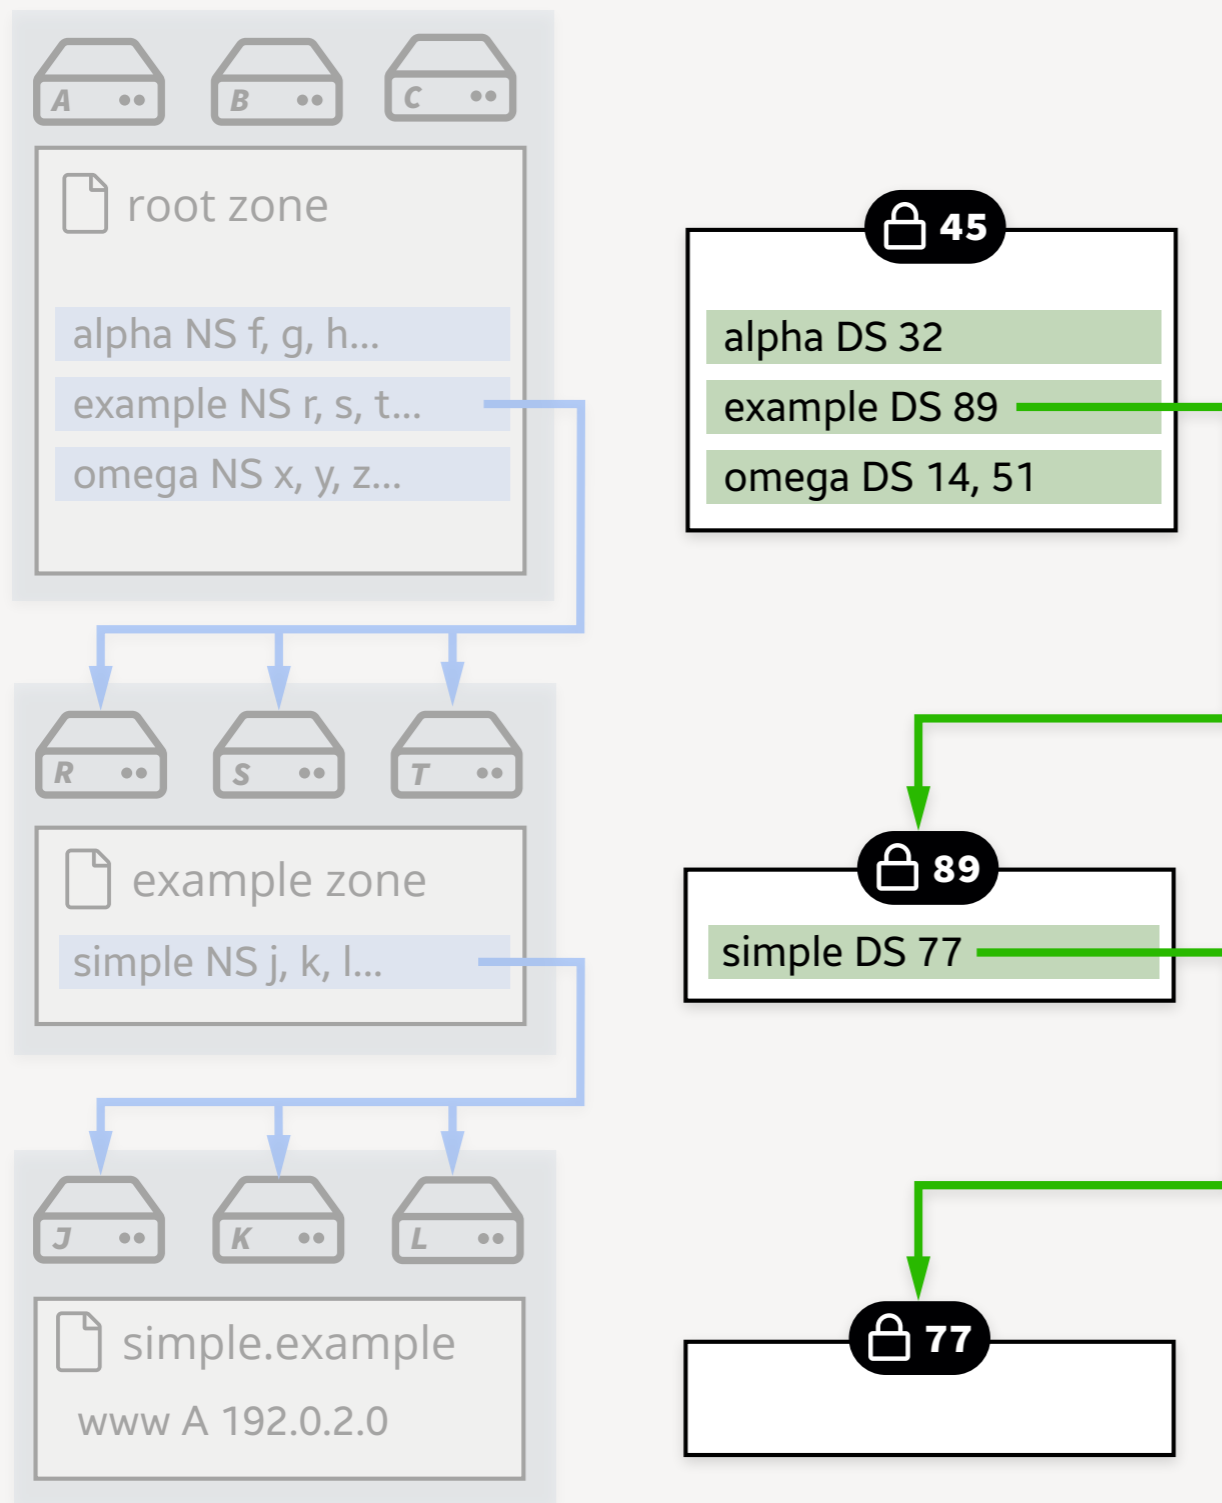 A
B
C
root zone
alpha NS f, g, h...
example NS r, s, t...
omega NS x, y, z...
45
alpha DS 32
example DS 89
omega DS 14, 51
R
S
T
example zone
simple NS j, k, l...
89
simple DS 77
J
K
L
simple.example
www A 192.0.2.0
77